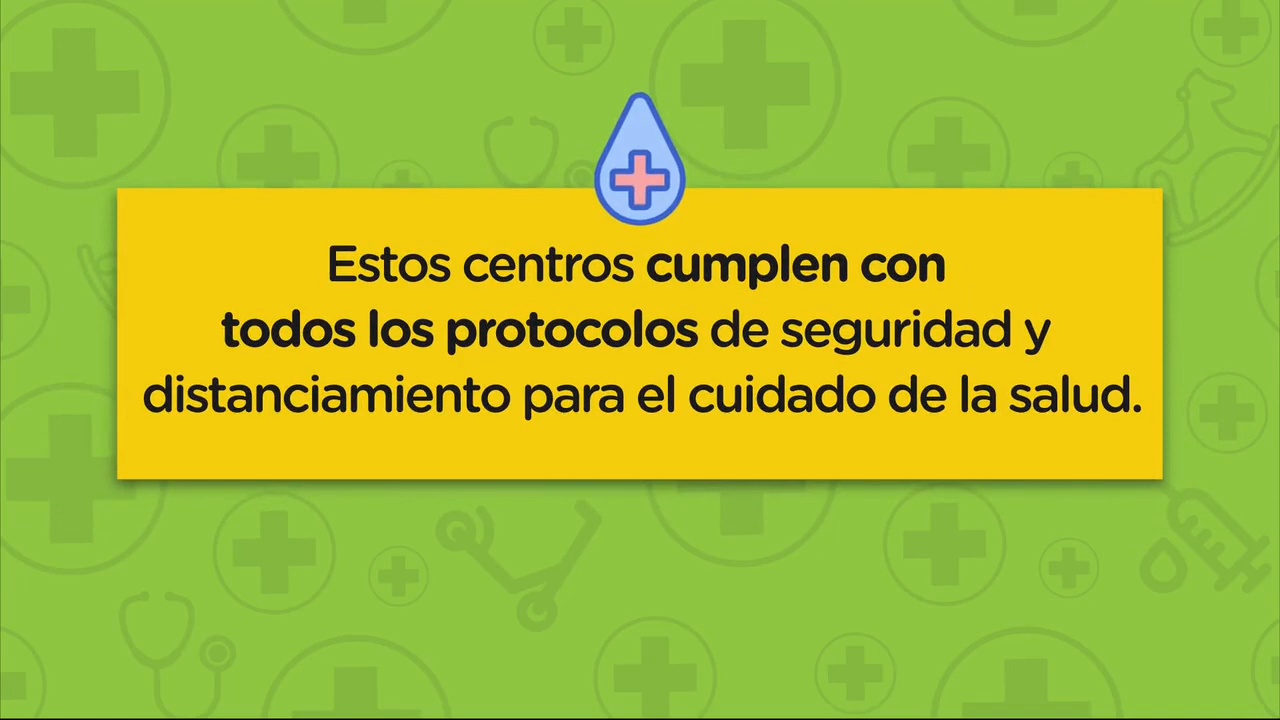 Estos centros cumplen con
todos los protocolos de seguridad y
distanciamiento para el cuidado de la salud.